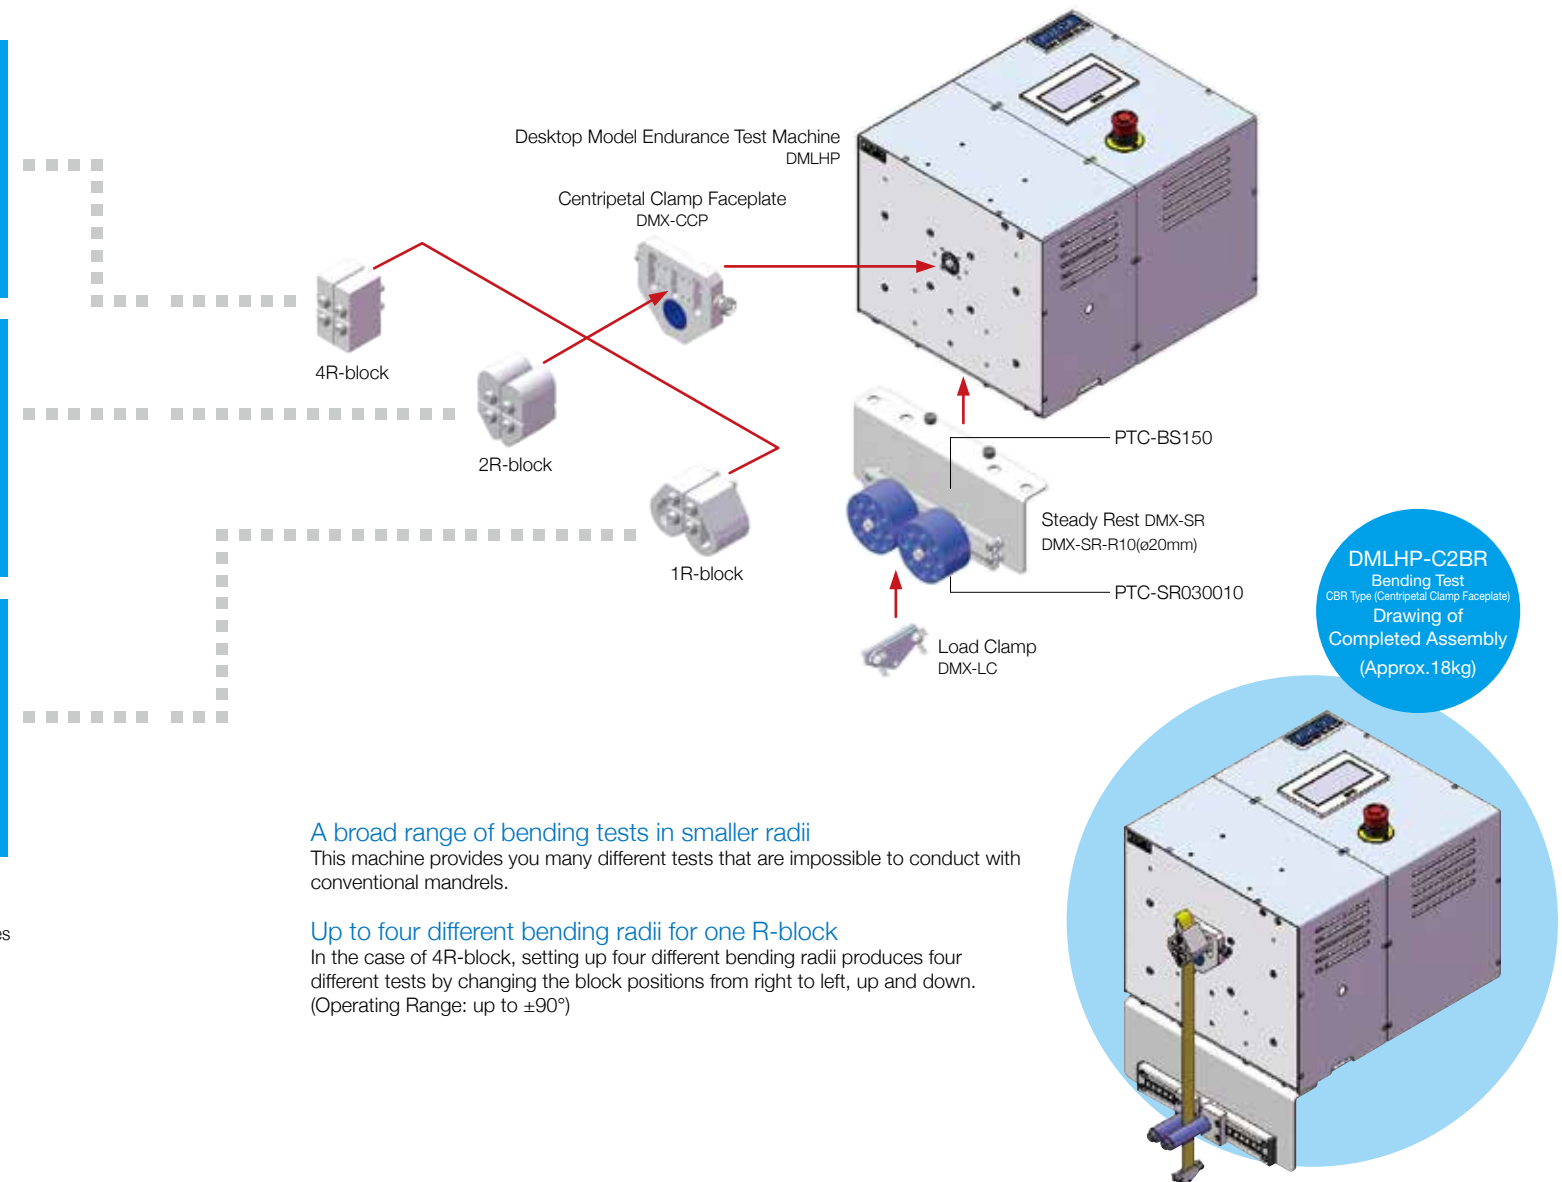 Desktop Model Endurance Test Machine
DMLHP
Centripetal Clamp Faceplate
DMX-CCP
4R-block
2R-block
1R-block
PTC-BS150
Steady Rest DMX-SR
DMX-SR-R10(ø20mm)
PTC-SR030010
Load Clamp
DMX-LC
DMLHP-C2BR
Bending Test
CBR Type (Centripetal Clamp Faceplate)
Drawing of
Completed Assembly
(Approx.18kg)
A broad range of bending tests in smaller radii
This machine provides you many different tests that are impossible to conduct with
conventional mandrels.
Up to four different bending radii for one R-block
In the case of 4R-block, setting up four different bending radii produces four
different tests by changing the block positions from right to left, up and down.
(Operating Range: up to ±90°)